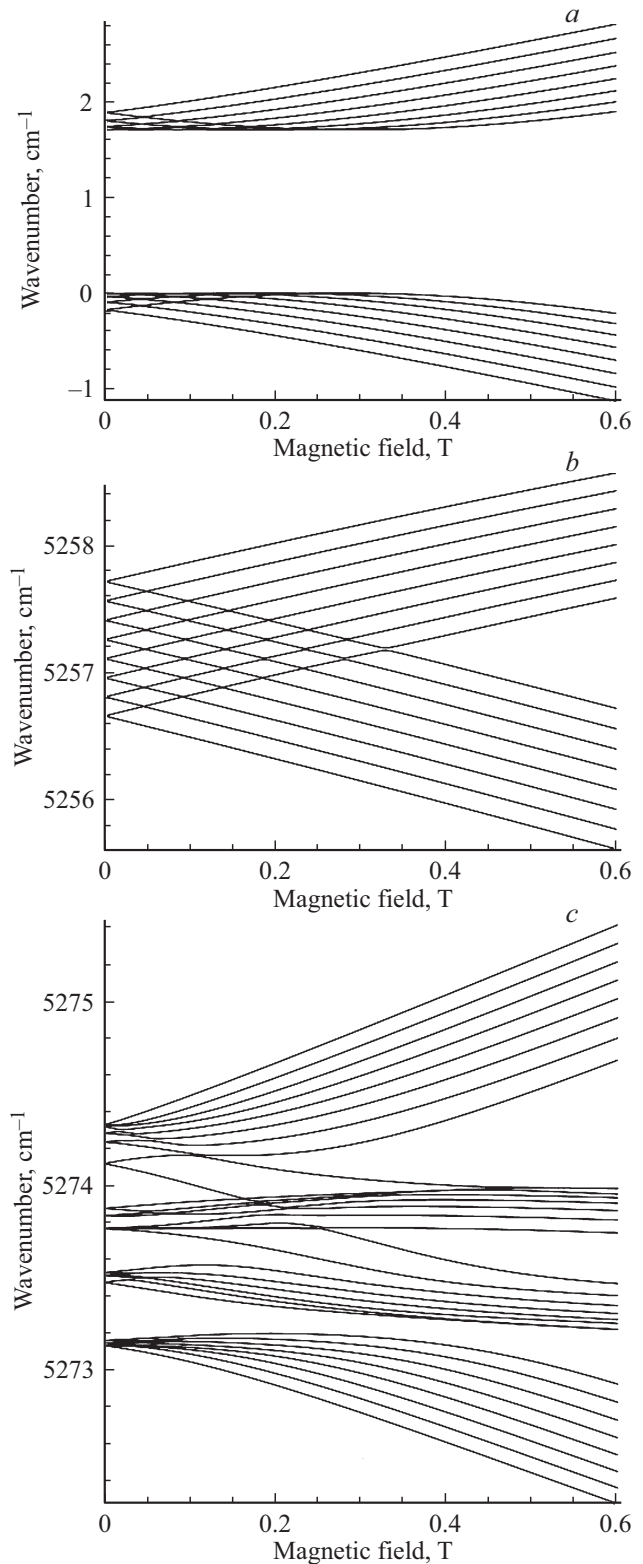 a
Wavenumber, cm–1
2
1
0
–1
0
0.2
0.4
0.6
Magnetic field, T
b
Wavenumber, cm–1
5258
5257
5256
0
0.2
0.4
0.6
Magnetic field, T
c
Wavenumber, cm–1
5275
5274
5273
0
0.2
0.4
0.6
Magnetic field, T